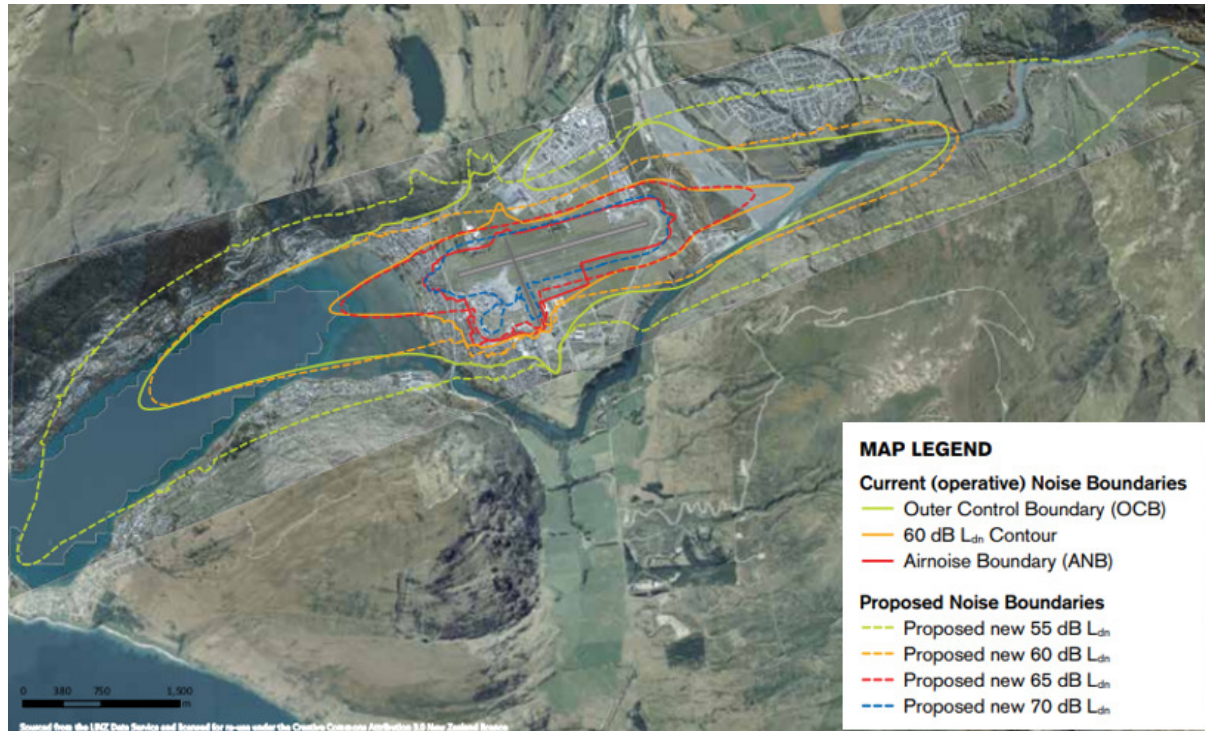 MAP LEGEND
Current (operative) Noise Boundaries
Outer Control Boundary (OCB)
60 dB Ldn Contour
Airnoise Boundary (ANB)
Proposed Noise Boundaries
Proposed new 55 dB Ldn
Proposed new 60 dB Ldn
Proposed new 65 dB Ldn
Proposed new 70 dB Ldn
0 380 750 1,500
m
Sourced from the LINZ Data Service and licensed for re-use under the Creative Commons Attribution 3.0 New Zealand licence